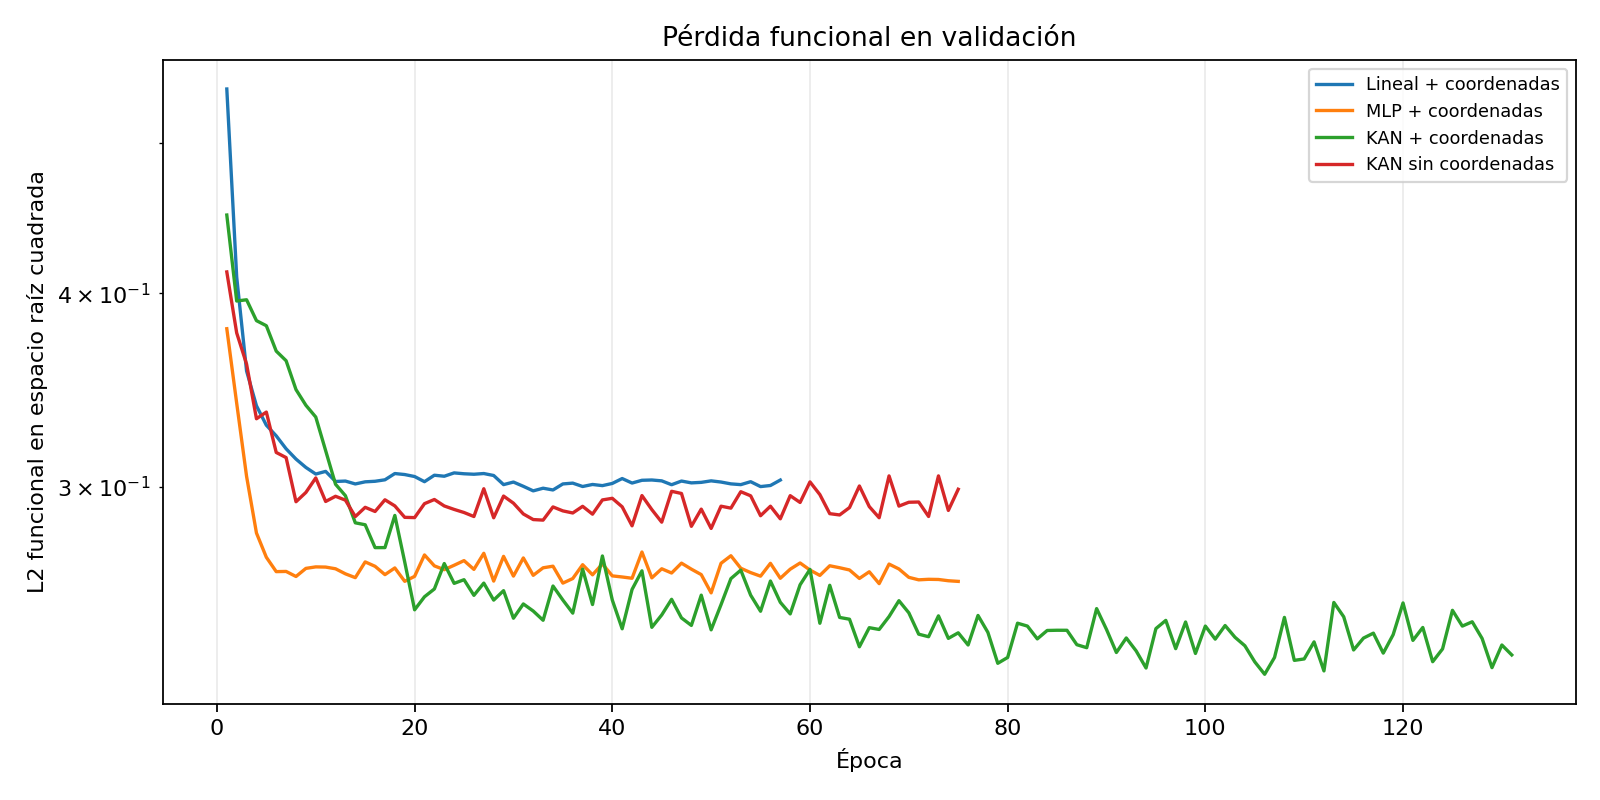 Pérdida funcional en validación
L2 funcional en espacio raíz cuadrada
4 × 10⁻¹
3 × 10⁻¹
Lineal + coordenadas
MLP + coordenadas
KAN + coordenadas
KAN sin coordenadas
0 20 40 60 80 100 120
Época